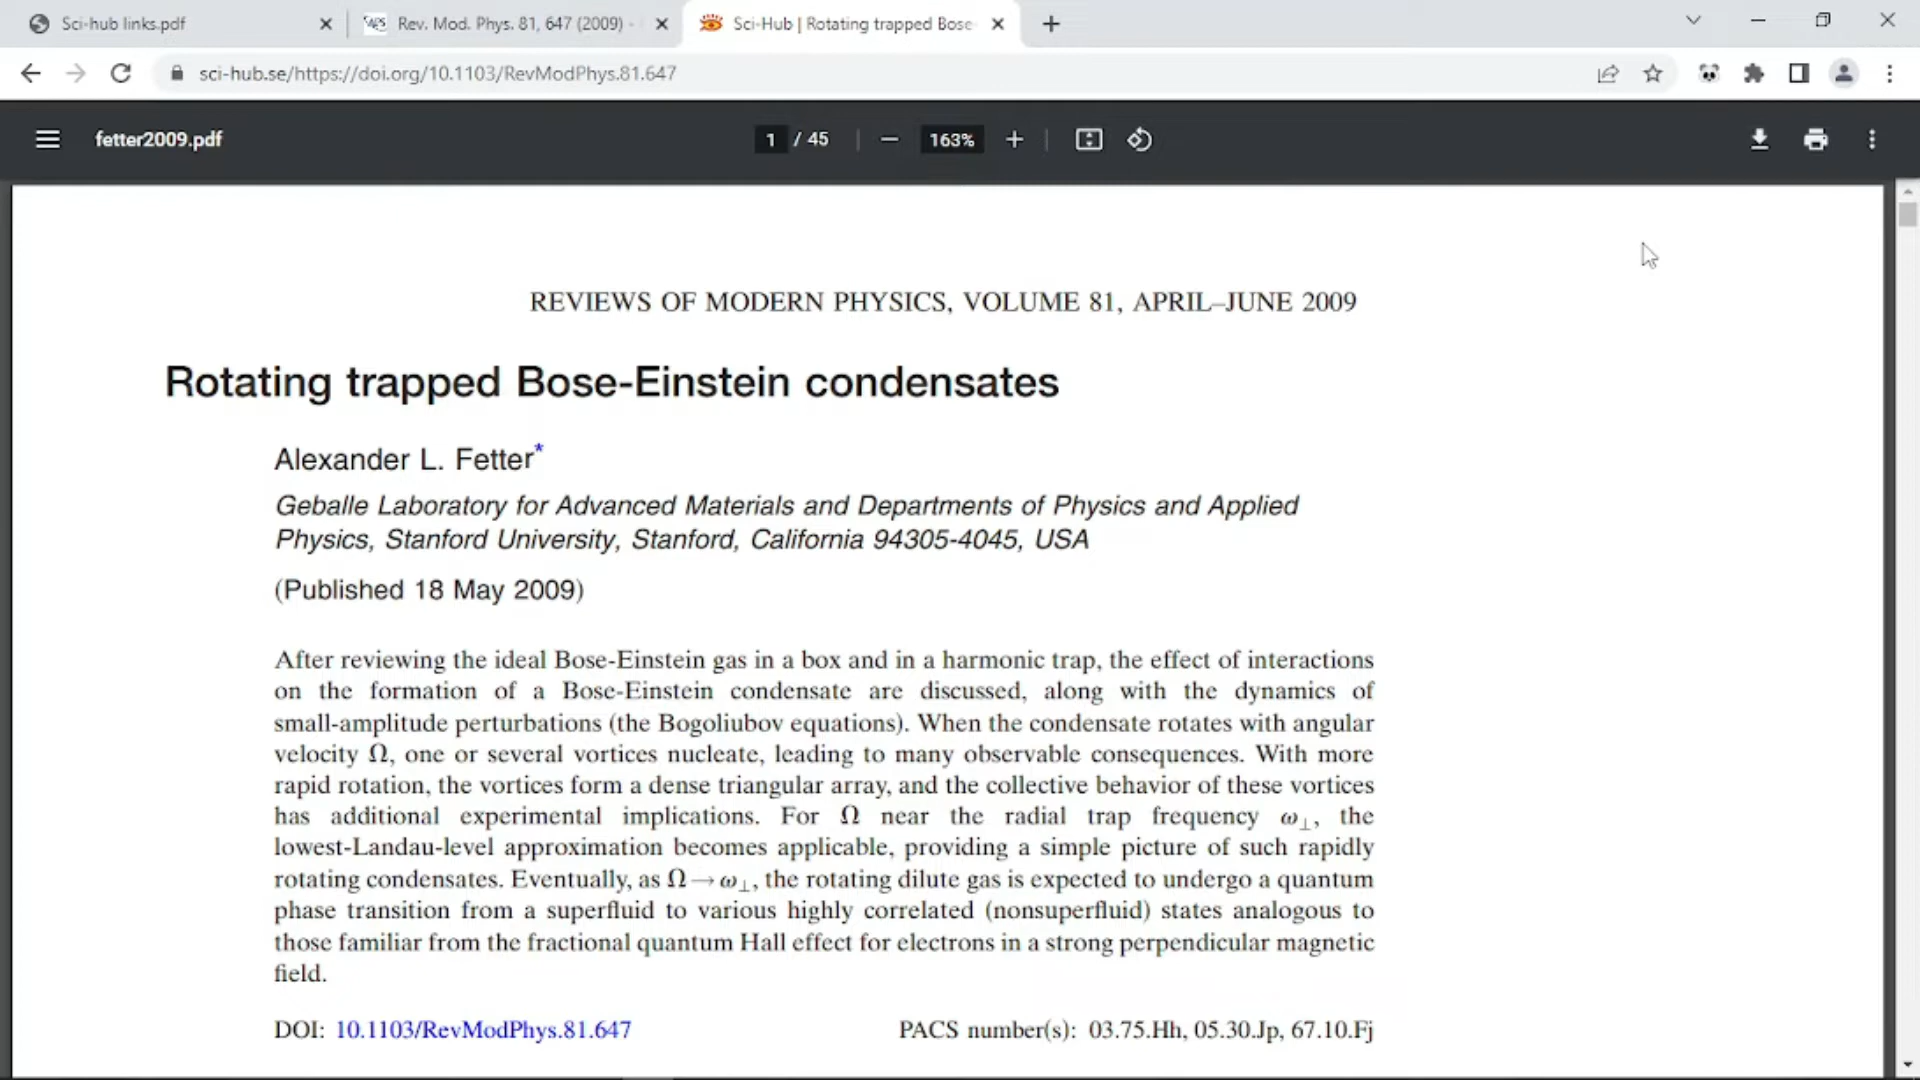 Sci-hub links.pdf
Rev. Mod. Phys. 81, 647 (2009) -
Sci-Hub | Rotating trapped Bose
sci-hub.se/https://doi.org/10.1103/RevModPhys.81.647
fetter2009.pdf
1 / 45
163%
REVIEWS OF MODERN PHYSICS, VOLUME 81, APRIL–JUNE 2009
Rotating trapped Bose-Einstein condensates
Alexander L. Fetter*
Geballe Laboratory for Advanced Materials and Departments of Physics and Applied
Physics, Stanford University, Stanford, California 94305-4045, USA
(Published 18 May 2009)
After reviewing the ideal Bose-Einstein gas in a box and in a harmonic trap, the effect of interactions
on the formation of a Bose-Einstein condensate are discussed, along with the dynamics of
small-amplitude perturbations (the Bogoliubov equations). When the condensate rotates with angular
velocity Ω, one or several vortices nucleate, leading to many observable consequences. With more
rapid rotation, the vortices form a dense triangular array, and the collective behavior of these vortices
has additional experimental implications. For Ω near the radial trap frequency ω⊥, the
lowest-Landau-level approximation becomes applicable, providing a simple picture of such rapidly
rotating condensates. Eventually, as Ω→ω⊥, the rotating dilute gas is expected to undergo a quantum
phase transition from a superfluid to various highly correlated (nonsuperfluid) states analogous to
those familiar from the fractional quantum Hall effect for electrons in a strong perpendicular magnetic
field.
DOI: 10.1103/RevModPhys.81.647
PACS number(s): 03.75.Hh, 05.30.Jp, 67.10.Fj